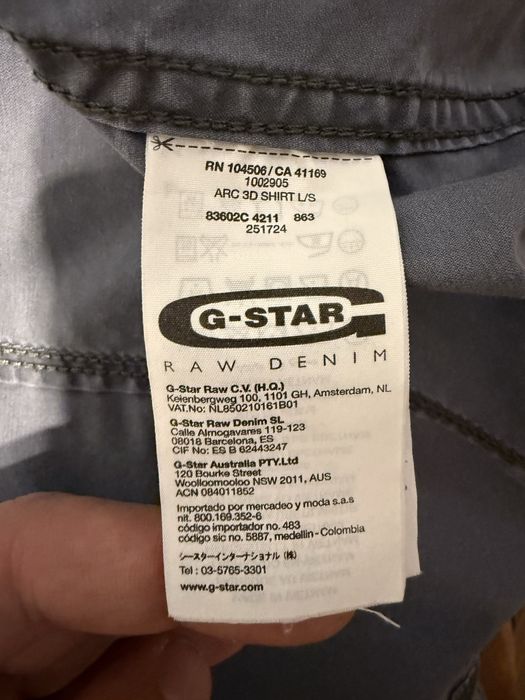 RN 104506/CA 41169
1002905
ARC 3D SHIRT L/S
83602C 4211 863
251724
G-STAR
RAW DENIM
G-Star Raw C.V. (H.Q.)
Keienbergweg 100, 1101 GH, Amsterdam, NL
VAT.No: NL850210161B01
G-Star Raw Denim SL
Calle Almogavares 119-123
08018 Barcelona, ES
CIF No: ES B 62443247
G-Star Australia PTY.Ltd
120 Bourke Street
Woolloomooloo NSW 2011, AUS
ACN 084011852
Importado por mercadeo y moda s.a.s
nit. 800.169.352-6
código importador no. 483
código sic no. 5887, medellin-Colombia
ジースターインターナショナル (株)
Tel : 03-5765-3301
www.g-star.com